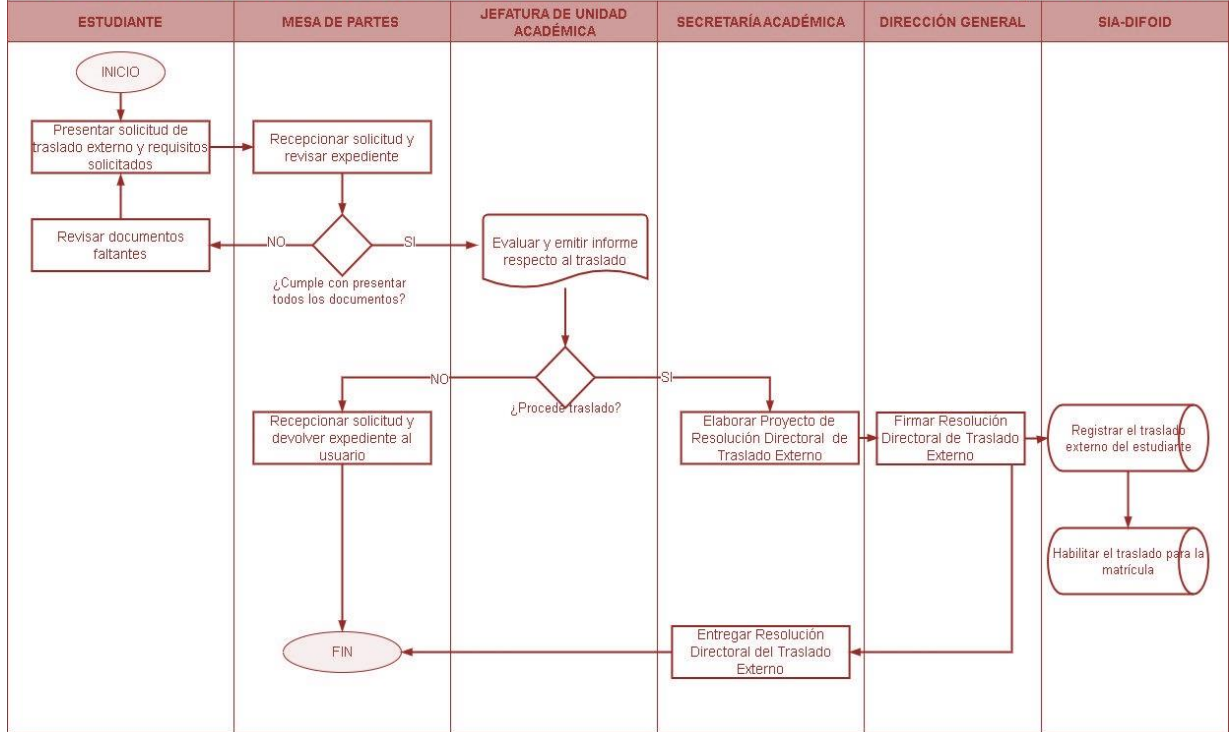 ESTUDIANTE
MESA DE PARTES
JEFATURA DE UNIDAD
ACADÉMICA
SECRETARÍA ACADÉMICA
DIRECCIÓN GENERAL
SIA-DIFOID
INICIO
Presentar solicitud de
traslado externo y requisitos
solicitados
Recepcionar solicitud y
revisar expediente
Revisar documentos
faltantes
NO
SI
¿Cumple con presentar
todos los documentos?
Evaluar y emitir informe
respecto al traslado
NO
SI
¿Procede traslado?
Recepcionar solicitud y
devolver expediente al
usuario
Elaborar Proyecto de
Resolución Directoral de
Traslado Externo
Firmar Resolución
Directoral de Traslado
Externo
Registrar el traslado
externo del estudiante
Habilitar el traslado para la
matrícula
Entregar Resolución
Directoral del Traslado
Externo
FIN